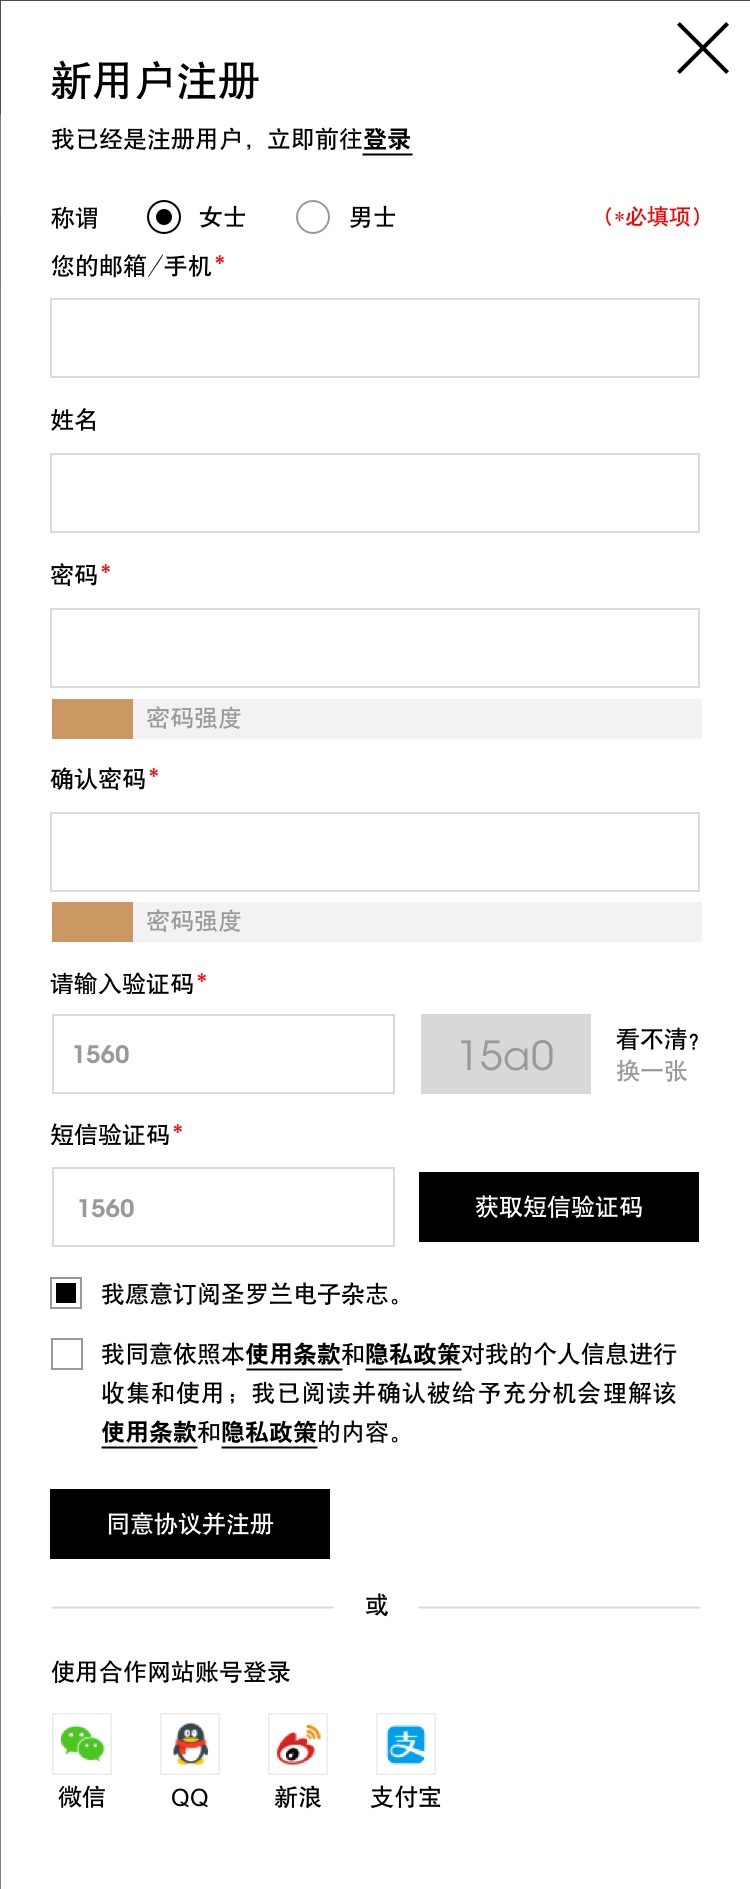 新用户注册
我已经是注册用户，立即前往登录
称谓 女士 男士 （*必填项）
您的邮箱/手机*
姓名
密码*
密码强度
确认密码*
密码强度
请输入验证码*
1560 15a0 看不清?
换一张
短信验证码*
1560 获取短信验证码
我愿意订阅圣罗兰电子杂志。
我同意依照本使用条款和隐私政策对我的个人信息进行
收集和使用；我已阅读并确认被给予充分机会理解该
使用条款和隐私政策的内容。
同意协议并注册
或
使用合作网站账号登录
支
微信 QQ 新浪 支付宝